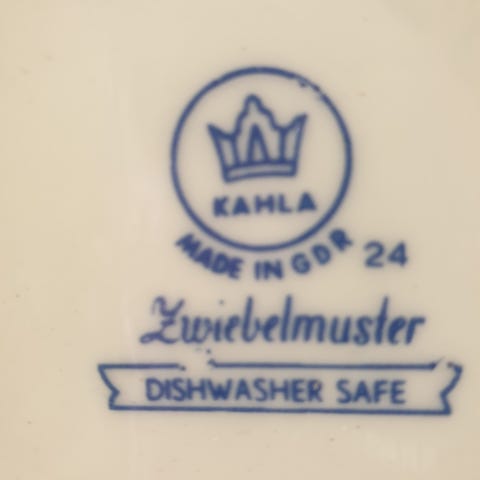 KAHLA
MADE IN GDR 24
Zwiebelmuster
DISHWASHER SAFE